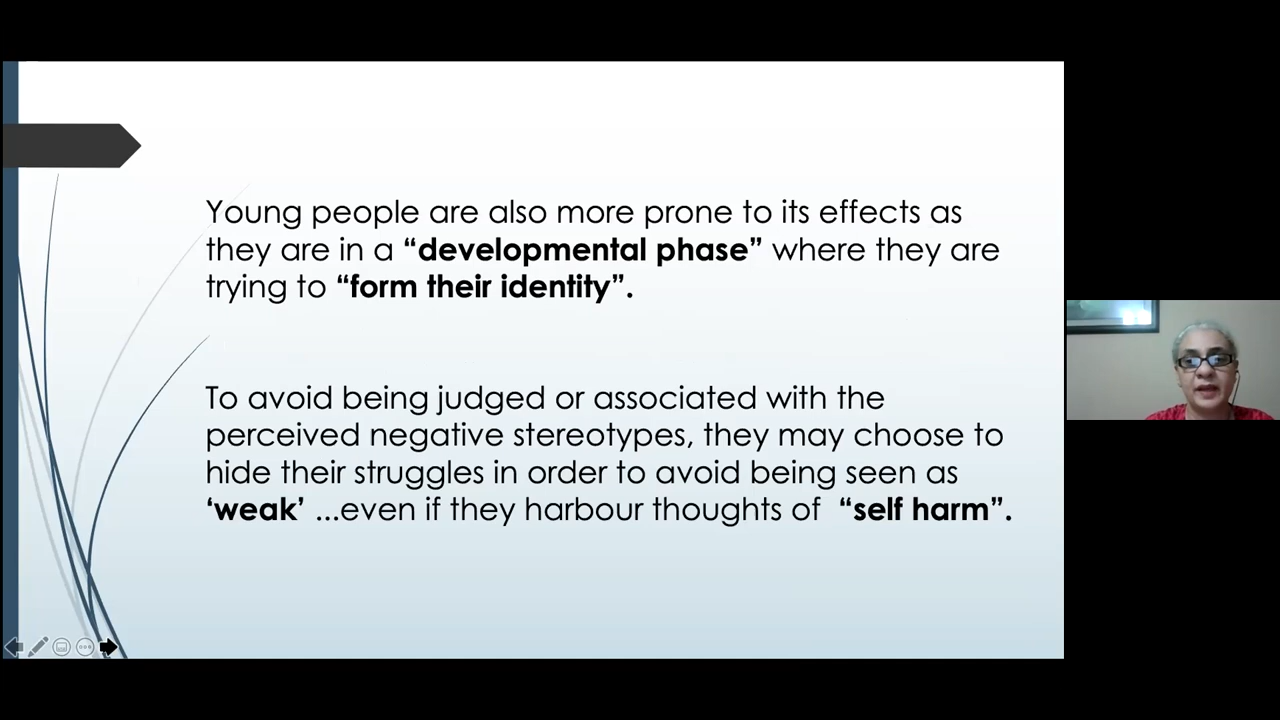 Young people are also more prone to its effects as
they are in a “developmental phase” where they are
trying to “form their identity”.
To avoid being judged or associated with the
perceived negative stereotypes, they may choose to
hide their struggles in order to avoid being seen as
‘weak’ ...even if they harbour thoughts of “self harm”.